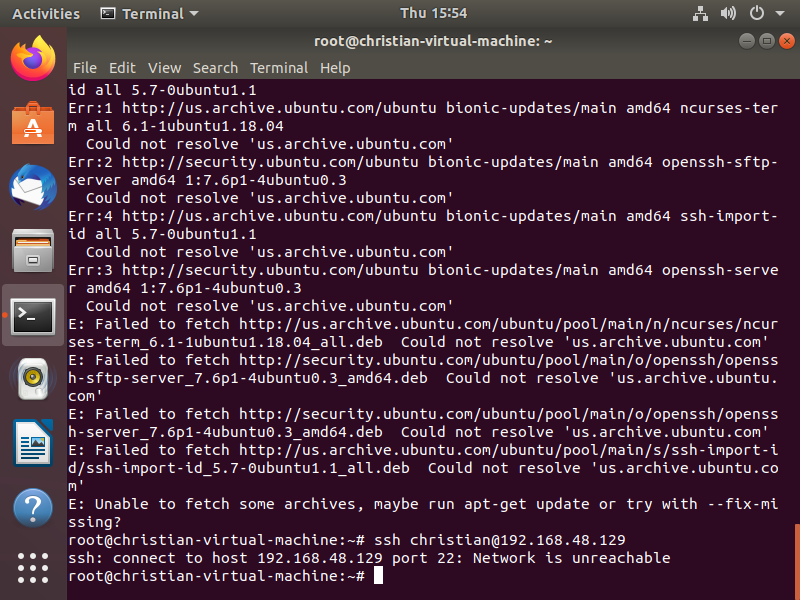 Activities Terminal Thu 15:54
root@christian-virtual-machine: ~
File Edit View Search Terminal Help
id all 5.7-0ubuntu1.1
Err:1 http://us.archive.ubuntu.com/ubuntu bionic-updates/main amd64 ncurses-ter
m all 6.1-1ubuntu1.18.04
  Could not resolve 'us.archive.ubuntu.com'
Err:2 http://security.ubuntu.com/ubuntu bionic-updates/main amd64 openssh-sftp-
server amd64 1:7.6p1-4ubuntu0.3
  Could not resolve 'us.archive.ubuntu.com'
Err:4 http://us.archive.ubuntu.com/ubuntu bionic-updates/main amd64 ssh-import-
id all 5.7-0ubuntu1.1
  Could not resolve 'us.archive.ubuntu.com'
Err:3 http://security.ubuntu.com/ubuntu bionic-updates/main amd64 openssh-serve
r amd64 1:7.6p1-4ubuntu0.3
  Could not resolve 'us.archive.ubuntu.com'
E: Failed to fetch http://us.archive.ubuntu.com/ubuntu/pool/main/n/ncurses/ncur
ses-term_6.1-1ubuntu1.18.04_all.deb  Could not resolve 'us.archive.ubuntu.com'
E: Failed to fetch http://security.ubuntu.com/ubuntu/pool/main/o/openssh/openss
h-sftp-server_7.6p1-4ubuntu0.3_amd64.deb  Could not resolve 'us.archive.ubuntu.
com'
E: Failed to fetch http://security.ubuntu.com/ubuntu/pool/main/o/openssh/openss
h-server_7.6p1-4ubuntu0.3_amd64.deb  Could not resolve 'us.archive.ubuntu.com'
E: Failed to fetch http://us.archive.ubuntu.com/ubuntu/pool/main/s/ssh-import-i
d/ssh-import-id_5.7-0ubuntu1.1_all.deb  Could not resolve 'us.archive.ubuntu.co
m'
E: Unable to fetch some archives, maybe run apt-get update or try with --fix-mi
ssing?
root@christian-virtual-machine:~# ssh christian@192.168.48.129
ssh: connect to host 192.168.48.129 port 22: Network is unreachable
root@christian-virtual-machine:~#